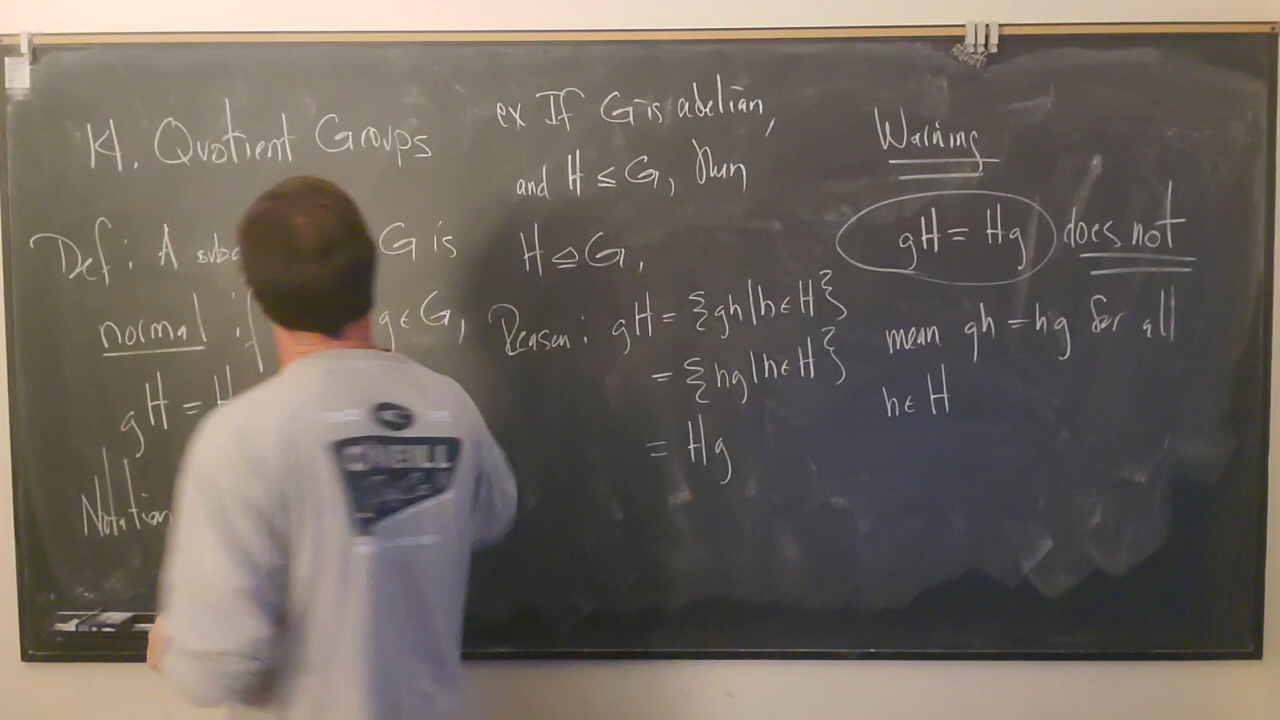 14. Quotient Groups
Def: A G is
normal if g ∈ G,
gH =
Notation
ex If G is abelian,
and H ≤ G, then
H ⊴ G,
Reason: gH = {gh | h ∈ H}
= {hg | h ∈ H}
= Hg
Warning
gH = Hg does not
mean gh = hg for all
h ∈ H
O'NEILL